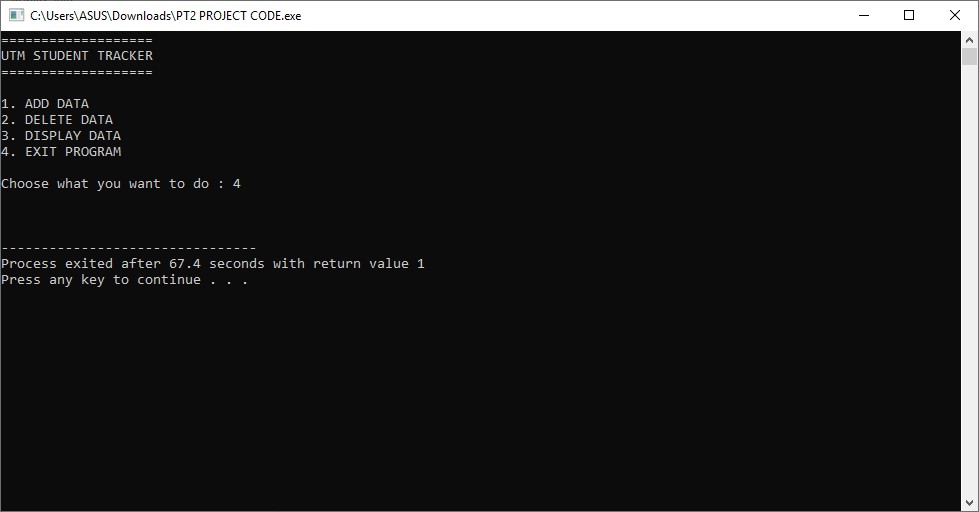 C:\Users\ASUS\Downloads\PT2 PROJECT CODE.exe
===================
UTM STUDENT TRACKER
===================
1. ADD DATA
2. DELETE DATA
3. DISPLAY DATA
4. EXIT PROGRAM
Choose what you want to do : 4
--------------------------------
Process exited after 67.4 seconds with return value 1
Press any key to continue . . .